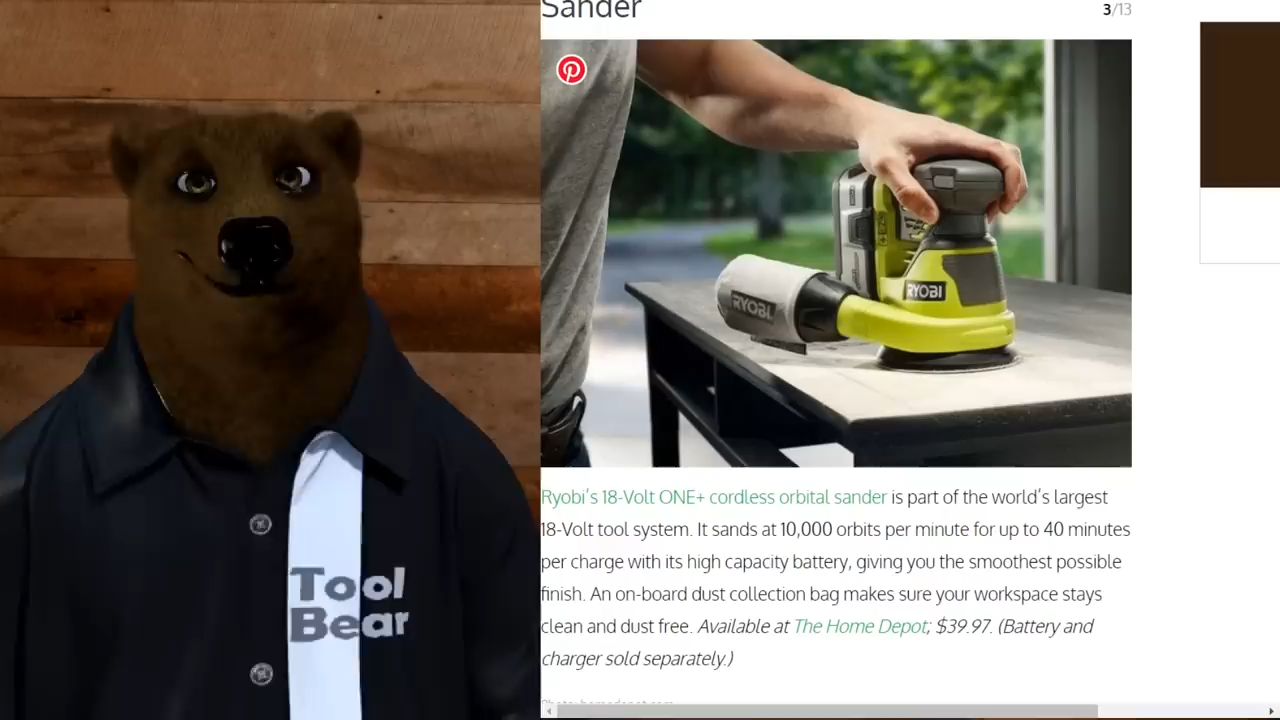 Sander
3/13
RYOBI
RYOBI
Ryobi's 18-Volt ONE+ cordless orbital sander is part of the world's largest
18-Volt tool system. It sands at 10,000 orbits per minute for up to 40 minutes
per charge with its high capacity battery, giving you the smoothest possible
finish. An on-board dust collection bag makes sure your workspace stays
clean and dust free. Available at The Home Depot; $39.97. (Battery and
charger sold separately.)
Tool
Bear